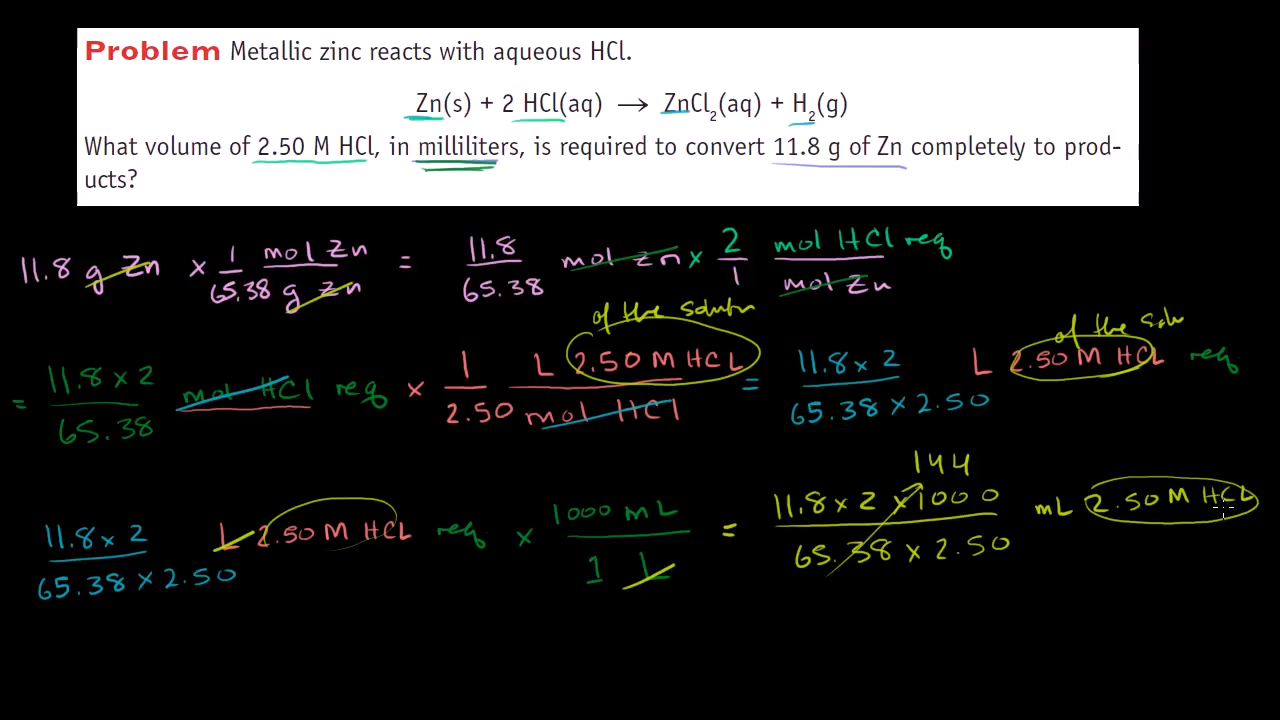 Problem Metallic zinc reacts with aqueous HCl.
Zn(s) + 2 HCl(aq) → ZnCl₂(aq) + H₂(g)
What volume of 2.50 M HCl, in milliliters, is required to convert 11.8 g of Zn completely to prod-
ucts?
11.8 g Zn × 1/65.38 mol Zn/g Zn = 11.8/65.38 mol Zn × 2/1 mol HCl req/mol Zn
of the solution
of the soln
= 11.8 × 2/65.38 mol HCl req × 1/2.50 L 2.50 M HCL/mol HCl = 11.8 × 2/65.38 × 2.50 L 2.50 M HCL req
144
11.8 × 2/65.38 × 2.50 L 2.50 M HCL req × 1000 mL/1 L = 11.8 × 2 × 1000/65.38 × 2.50 mL 2.50 M HCL